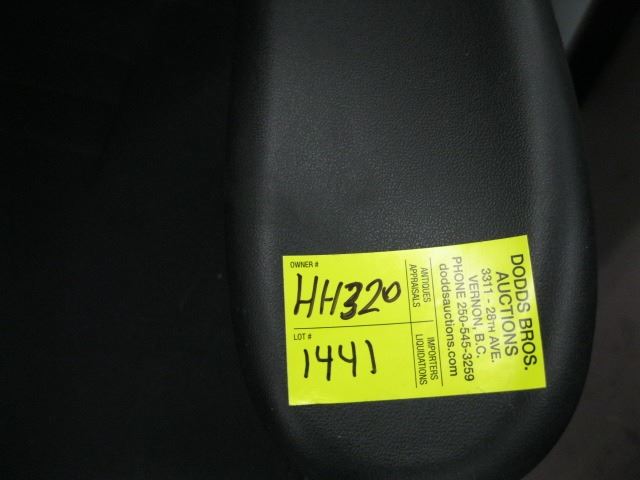 OWNER #
HH320
LOT #
1441
ANTIQUES
APPRAISALS
IMPORTERS
LIQUIDATIONS
DODDS BROS.
AUCTIONS
3311 - 28TH AVE.
VERNON, B.C.
PHONE 250-545-3259
doddsauctions.com